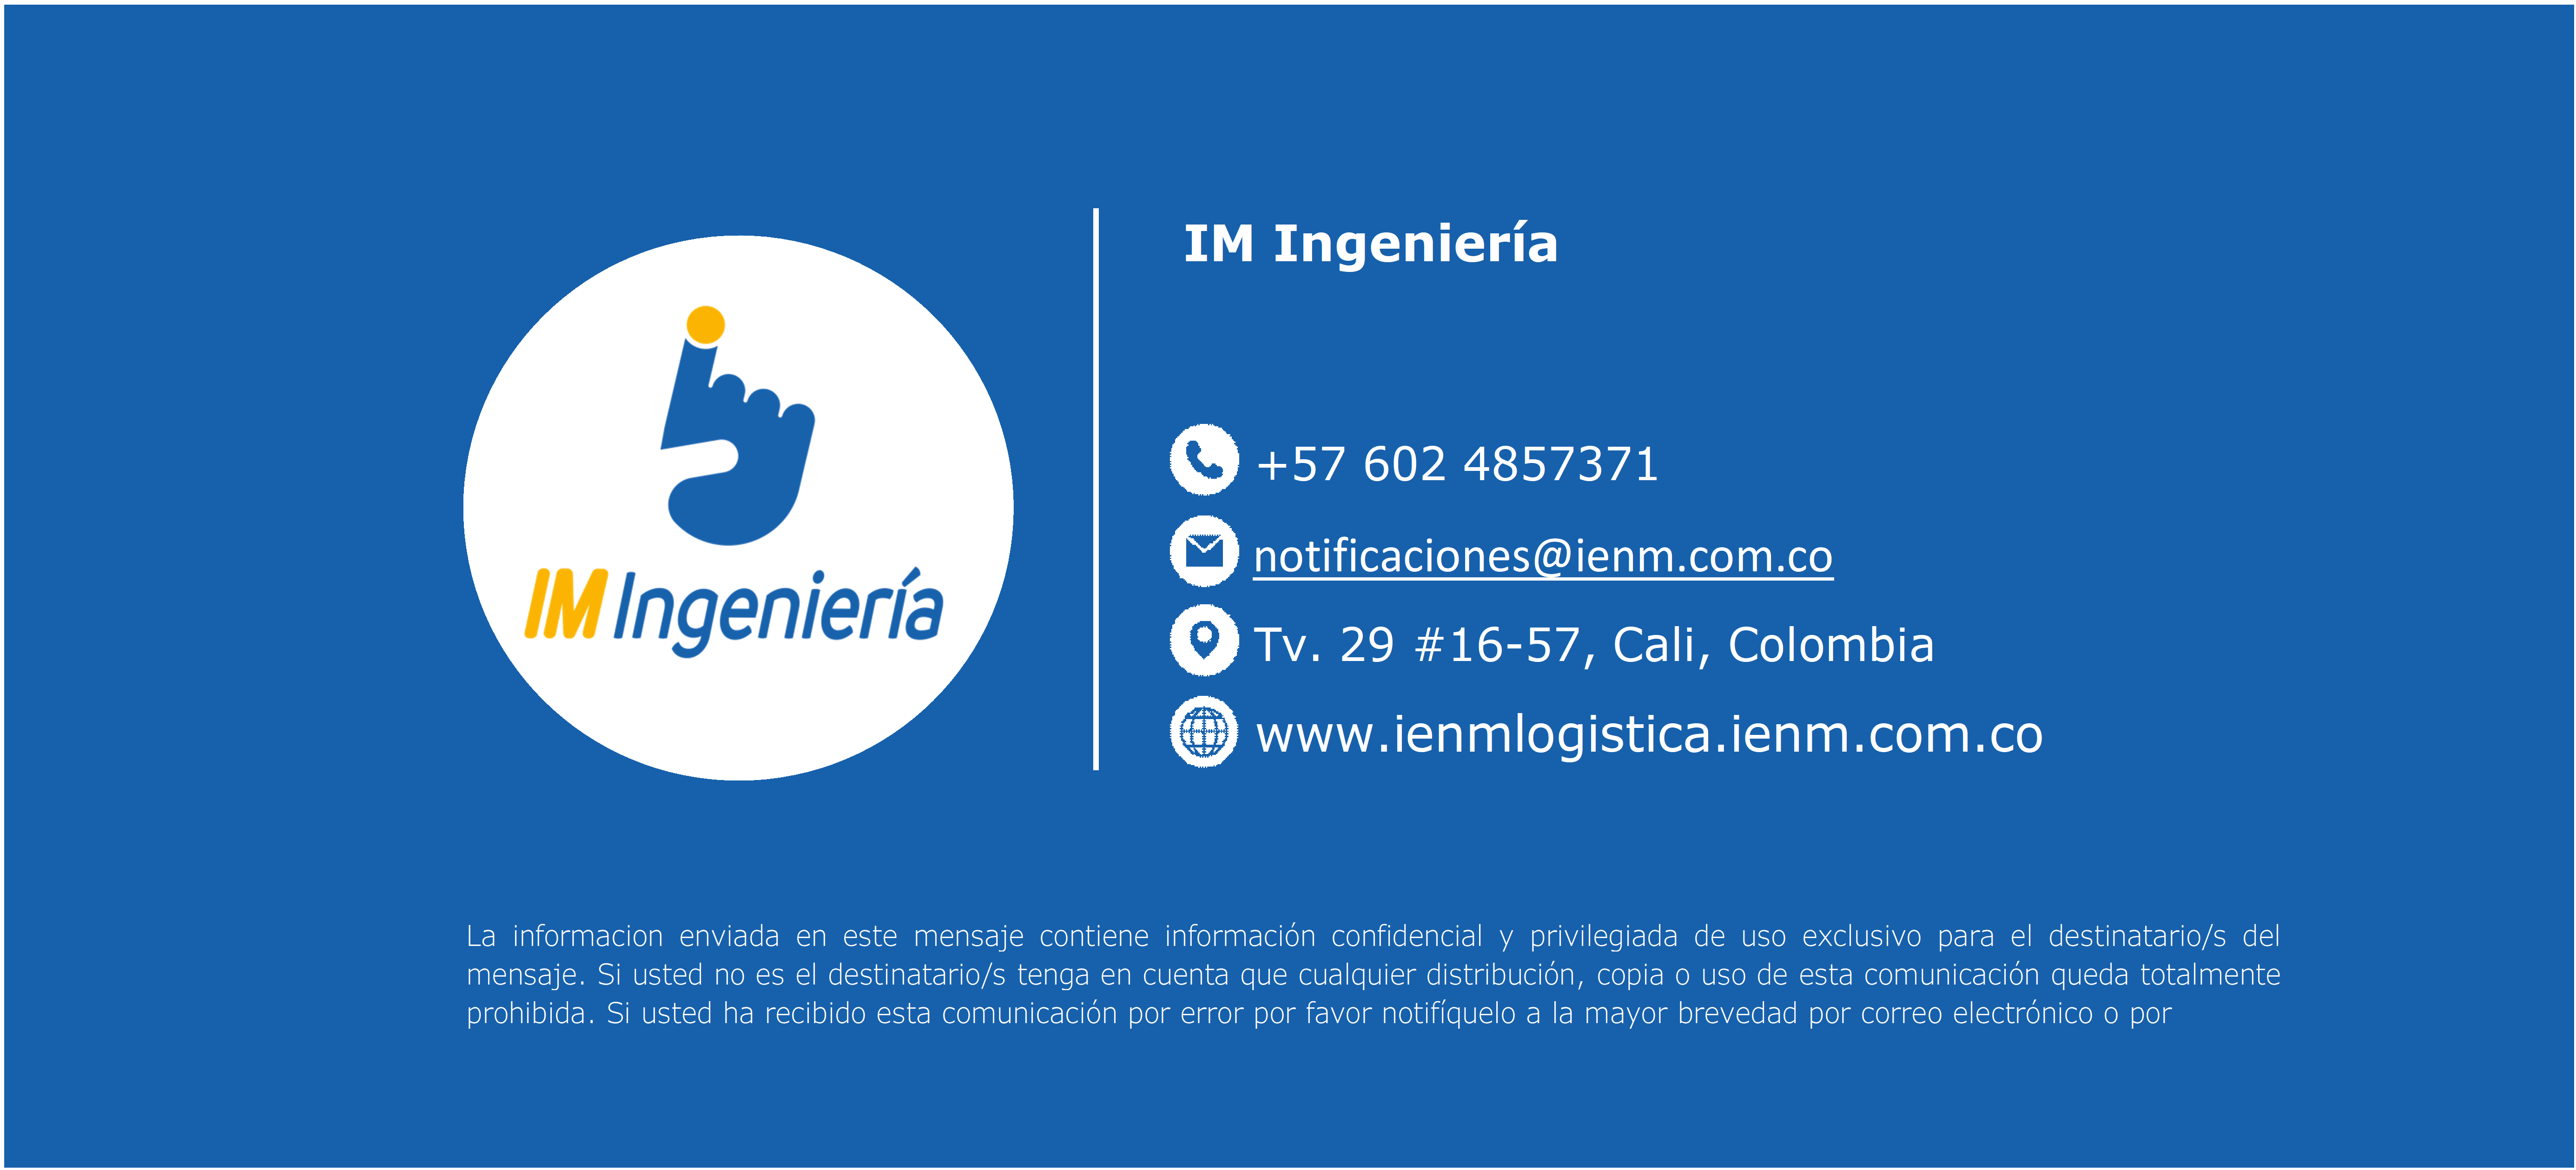 IM Ingeniería
IM Ingeniería
+57 602 4857371
notificaciones@ienm.com.co
Tv. 29 #16-57, Cali, Colombia
www.ienmlogistica.ienm.com.co
La informacion enviada en este mensaje contiene información confidencial y privilegiada de uso exclusivo para el destinatario/s del
mensaje. Si usted no es el destinatario/s tenga en cuenta que cualquier distribución, copia o uso de esta comunicación queda totalmente
prohibida. Si usted ha recibido esta comunicación por error por favor notifíquelo a la mayor brevedad por correo electrónico o por